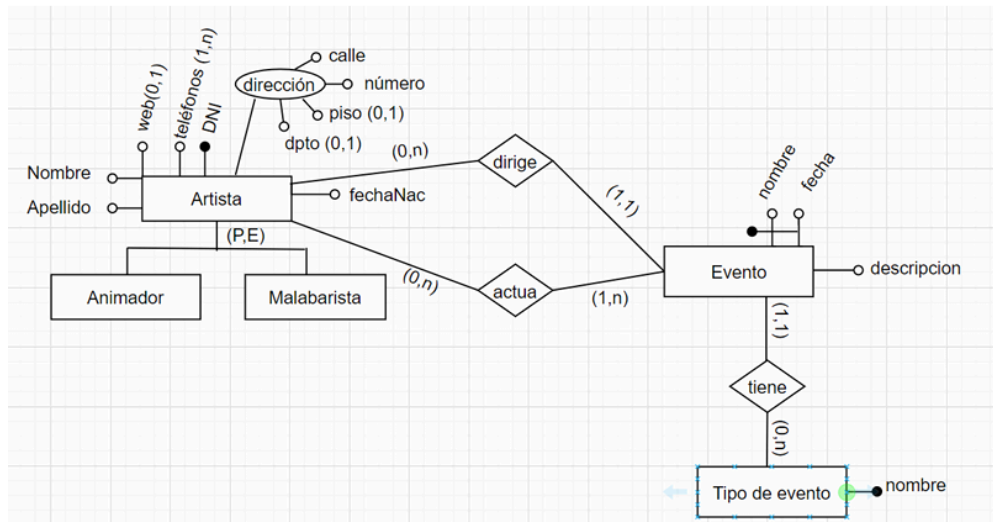 calle
dirección
número
piso (0,1)
dpto (0,1)
web(0,1)
teléfonos (1,n)
DNI
Nombre
Apellido
Artista
fechaNac
(P,E)
Animador
Malabarista
(0,n)
dirige
(1,1)
(0,n)
actua
(1,n)
nombre
fecha
Evento
descripcion
(1,1)
tiene
(0,n)
Tipo de evento
nombre